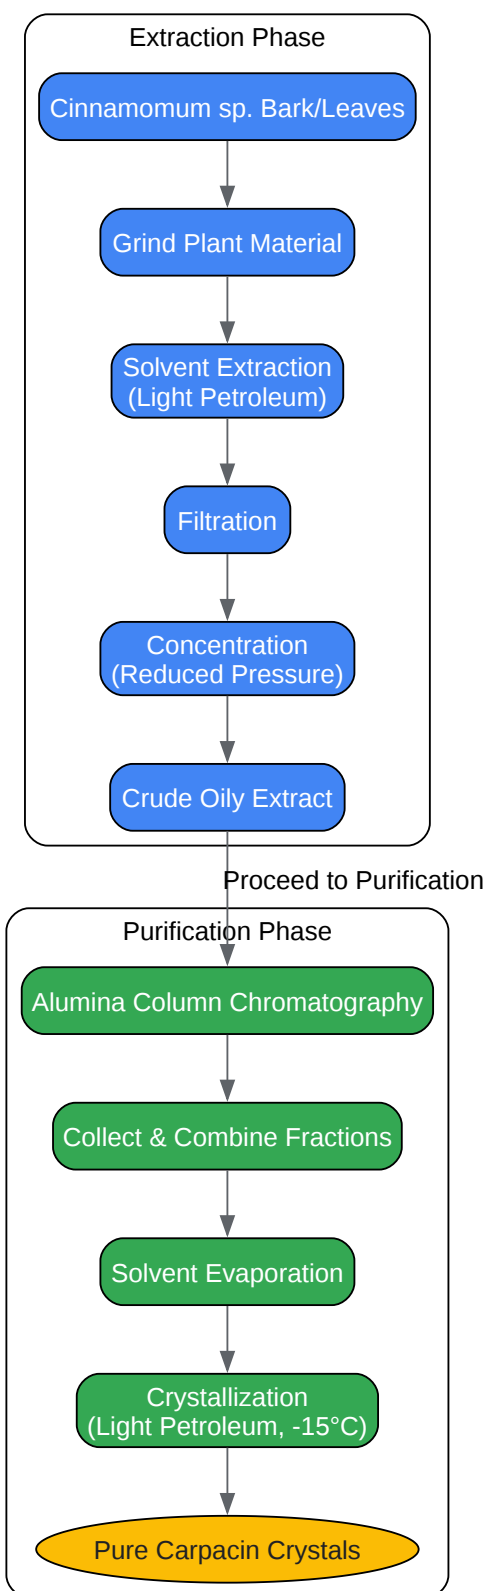 Extraction Phase
Cinnamomum sp. Bark/Leaves
Grind Plant Material
Solvent Extraction
(Light Petroleum)
Filtration
Concentration
(Reduced Pressure)
Crude Oily Extract
Proceed to Purification
Purification Phase
Alumina Column Chromatography
Collect & Combine Fractions
Solvent Evaporation
Crystallization
(Light Petroleum, -15°C)
Pure Carpacin Crystals